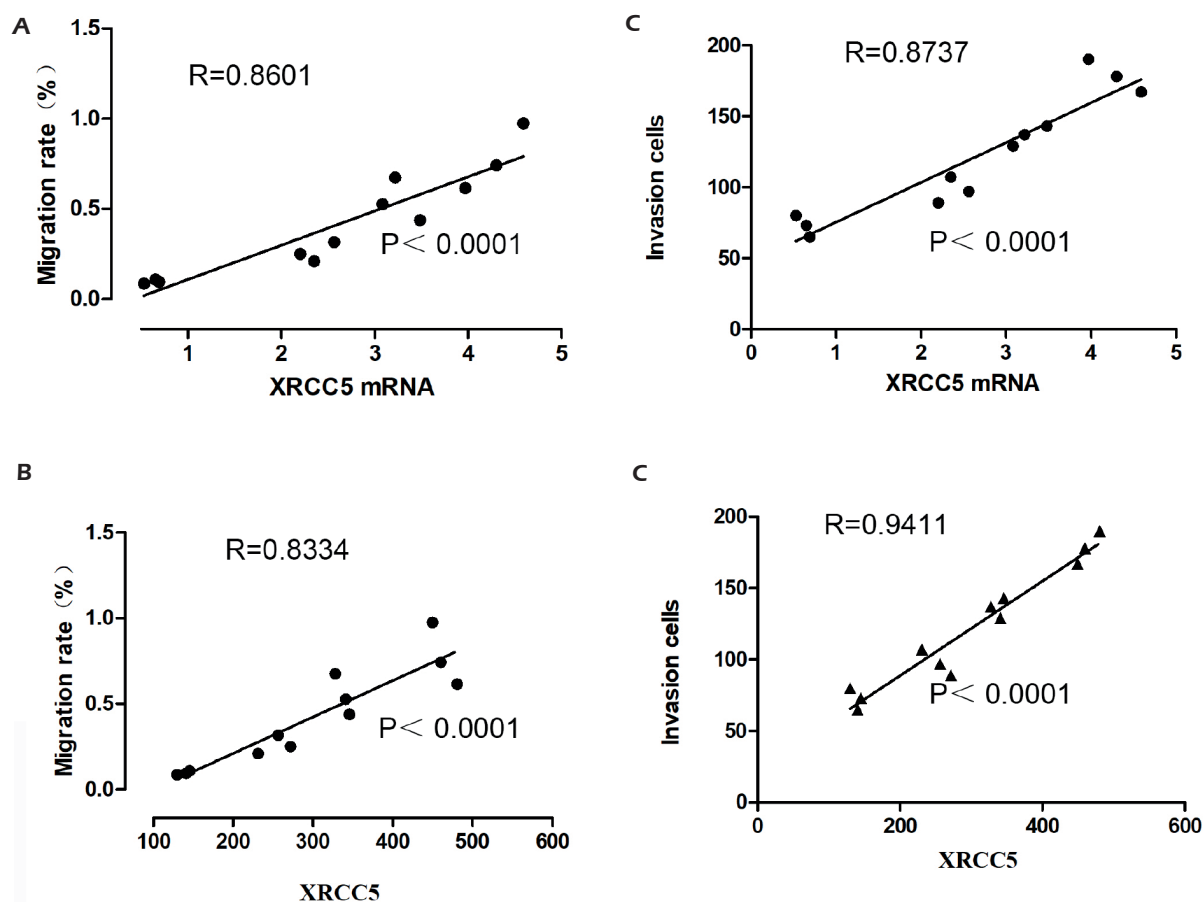 A
1.5
R=0.8601
1.0
0.5
0.0
Migration rate (%)
P< 0.0001
1 2 3 4 5
XRCC5 mRNA
C
200
R=0.8737
150
100
50
0
Invasion cells
P< 0.0001
0 1 2 3 4 5
XRCC5 mRNA
B
1.5
R=0.8334
1.0
0.5
0.0
Migration rate (%)
P< 0.0001
100 200 300 400 500 600
XRCC5
C
200
R=0.9411
150
100
50
0
Invasion cells
P< 0.0001
0 200 400 600
XRCC5